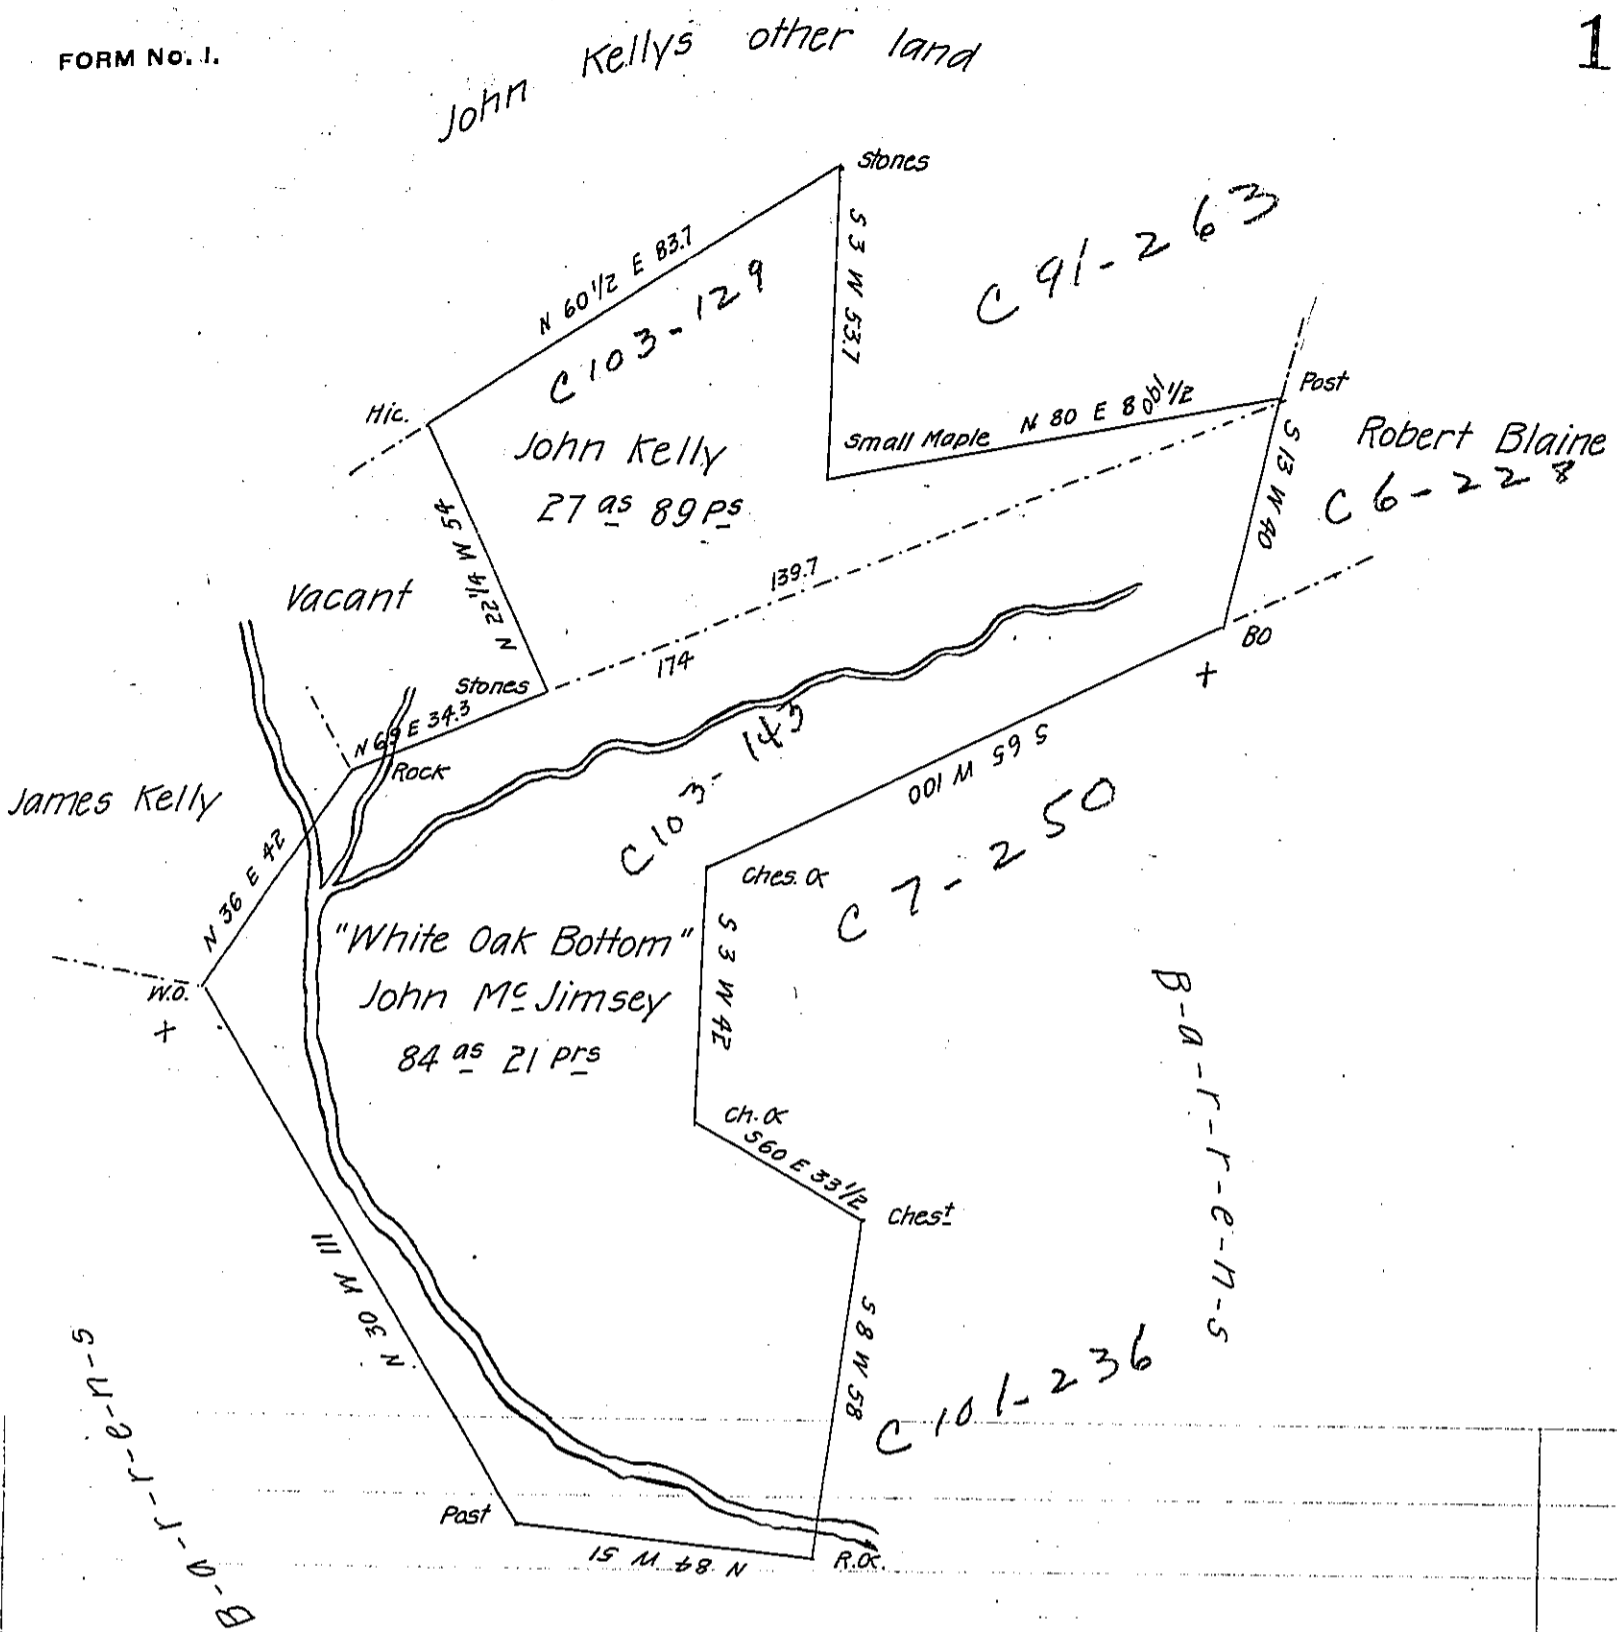 FORM No. 1.
1
John Kellys other land
Stones
N 60 1/2 E 83.7
S 3 W 53.7
C 91-263
C 103-129
Hic.
Post
Small Maple
N 80 E 80 1/2
John Kelly
27 as 89 Ps
S 13 W 40
Robert Blaine
C 6-228
N 22 1/4 W 54
Vacant
139.7
174
BO
+
Stones
N 69 E 34.3
Rock
James Kelly
C 103-143
S 65 W 100
N 36 E 42
Ches. O
C 7-250
"White Oak Bottom"
John Mc Jimsey
84 as 21 Prs
S 3 W 42
W.O.
+
B-a-r-r-e-n-s
Ch. O
S 60 E 33 1/2
Chest
N 30 W 111
S 8 W 58
C 101-236
B-a-r-r-e-n-s
Post
N 84 W 51
R.O.